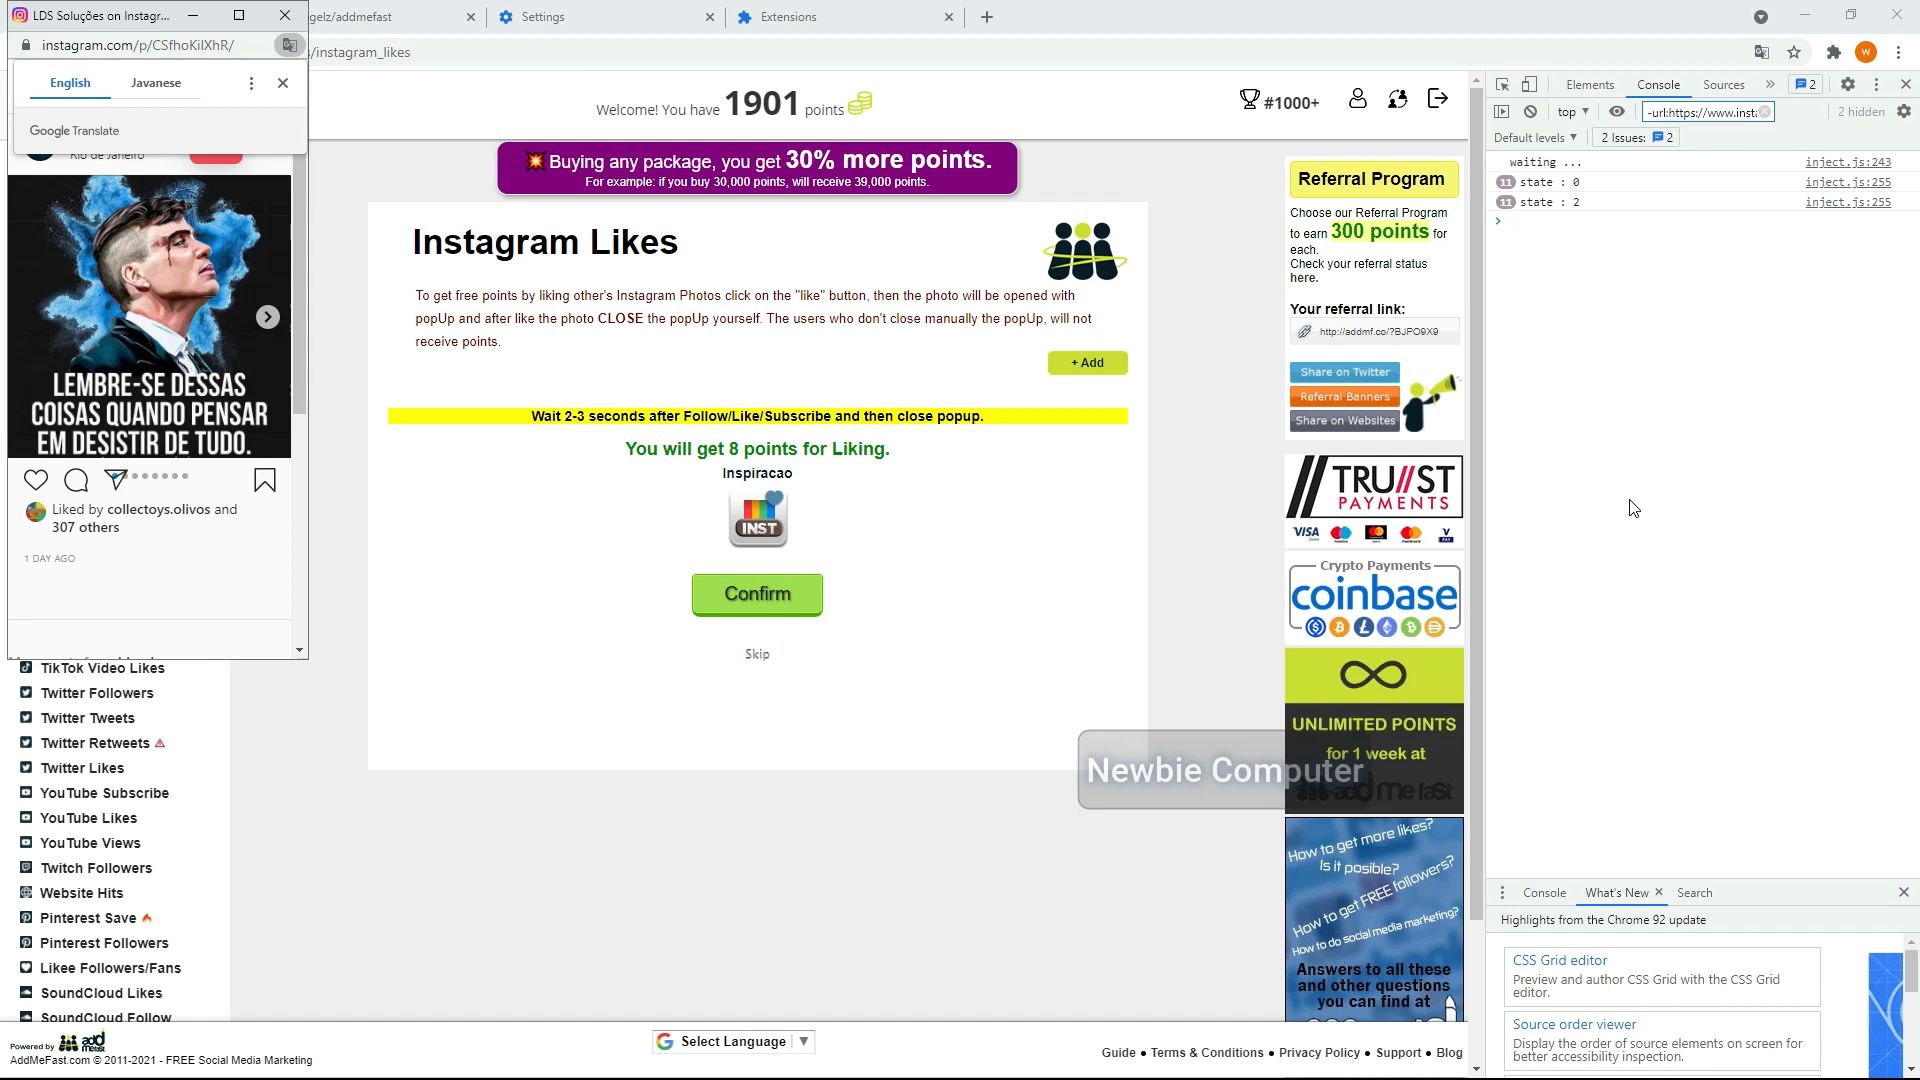 LDS Soluções on Instagr...
gelz/addmefast
Settings
Extensions
instagram.com/p/CSfhoKilXhR/
/instagram_likes
W
English
Javanese
Google Translate
Rio de Janeiro
LEMBRE-SE DESSAS
COISAS QUANDO PENSAR
EM DESISTIR DE TUDO.
Liked by collectoys.olivos and
307 others
1 DAY AGO
TikTok Video Likes
Twitter Followers
Twitter Tweets
Twitter Retweets
Twitter Likes
YouTube Subscribe
YouTube Likes
YouTube Views
Twitch Followers
Website Hits
Pinterest Save
Pinterest Followers
Likee Followers/Fans
SoundCloud Likes
SoundCloud Follow
Welcome! You have 1901 points
#1000+
Buying any package, you get 30% more points.
For example: if you buy 30,000 points, will receive 39,000 points.
Instagram Likes
To get free points by liking other's Instagram Photos click on the "like" button, then the photo will be opened with
popUp and after like the photo CLOSE the popUp yourself. The users who don't close manually the popUp, will not
receive points.
+ Add
Wait 2-3 seconds after Follow/Like/Subscribe and then close popup.
You will get 8 points for Liking.
Inspiracao
INST
Confirm
Skip
Newbie Computer
Referral Program
Choose our Referral Program
to earn 300 points for
each.
Check your referral status
here.
Your referral link:
http://addmf.co/?BJPO9X9
Share on Twitter
Referral Banners
Share on Websites
TRU//ST
PAYMENTS
VISA
Crypto Payments
coinbase
UNLIMITED POINTS
for 1 week at
add me fast
How to get more likes?
Is it posible?
How to get FREE followers?
How to do social media marketing?
Answers to all these
and other questions
you can find at
Powered by add me fast
AddMeFast.com © 2011-2021 - FREE Social Media Marketing
Select Language ▼
Guide • Terms & Conditions • Privacy Policy • Support • Blog
Elements
Console
Sources
2
top ▼
-url:https://www.inst
2 hidden
Default levels ▼
2 Issues: 2
waiting ...
inject.js:243
11 state : 0
inject.js:255
11 state : 2
inject.js:255
Console
What's New
Search
Highlights from the Chrome 92 update
CSS Grid editor
Preview and author CSS Grid with the CSS Grid
editor.
Source order viewer
Display the order of source elements on screen for
better accessibility inspection.